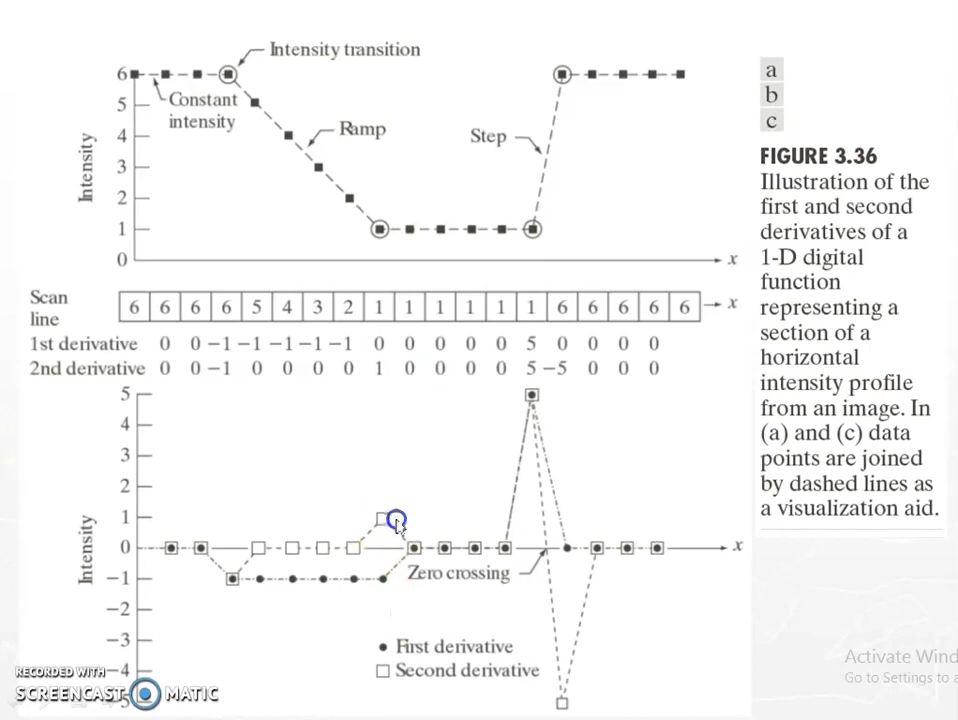 Intensity transition
6
Constant
intensity
5
4
3
2
1
0
Intensity
Ramp
Step
x
Scan
line
6 6 6 6 5 4 3 2 1 1 1 1 1 1 6 6 6 6 6
x
1st derivative 0 0 −1 −1 −1 −1 −1 0 0 0 0 0 5 0 0 0 0
2nd derivative 0 0 −1 0 0 0 0 1 0 0 0 0 5 −5 0 0 0
5
4
3
2
1
0
−1
−2
−3
−4
Intensity
x
Zero crossing
First derivative
Second derivative
a
b
c
FIGURE 3.36
Illustration of the
first and second
derivatives of a
1-D digital
function
representing a
section of a
horizontal
intensity profile
from an image. In
(a) and (c) data
points are joined
by dashed lines as
a visualization aid.
RECORDED WITH
SCREENCAST MATIC
Activate Wind
Go to Settings to a